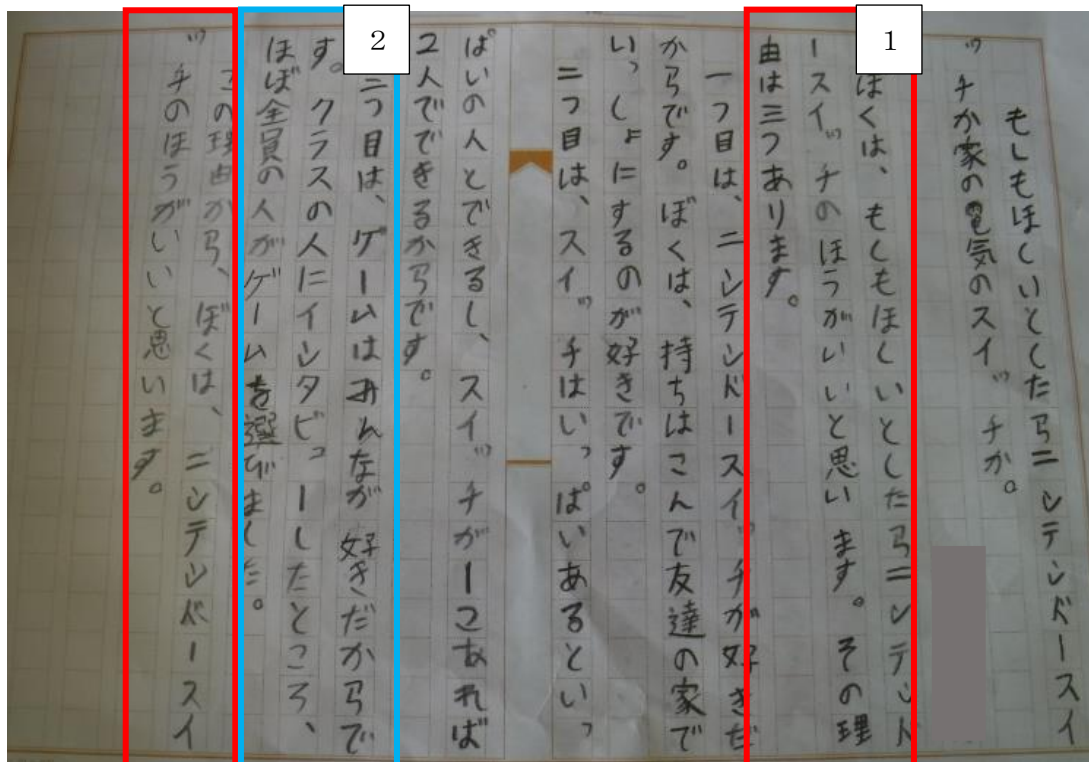 1
もしもほしいとしたらニンテンドースイ
ッチか家の電気のスイッチか。
ぼくは、もしもほしいとしたらニンテンド
ースイッチのほうがいいと思います。その理
由は三つあります。
一つ目は、ニンテンドースイッチが好きだ
からです。ぼくは、持ちはこんで友達の家で
いっしょにするのが好きです。
二つ目は、スイッチはいっぱいあるといっ
ぱいの人とできるし、スイッチが一こあれば
2人でできるからです。
2
三つ目は、ゲームはみんなが好きだからで
す。クラスの人にインタビューしたところ、
ほぼ全員の人がゲームを選びました。
この理由から、ぼくは、ニンテンドースイ
ッチのほうがいいと思います。